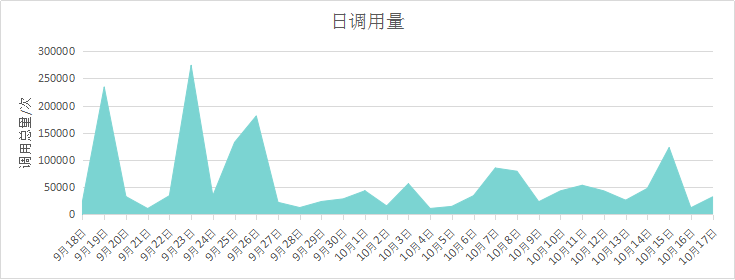 日调用量
调用总量/次
300000
250000
200000
150000
100000
50000
0
9月18日
9月19日
9月20日
9月21日
9月22日
9月23日
9月24日
9月25日
9月26日
9月27日
9月28日
9月29日
9月30日
10月1日
10月2日
10月3日
10月4日
10月5日
10月6日
10月7日
10月8日
10月9日
10月10日
10月11日
10月12日
10月13日
10月14日
10月15日
10月16日
10月17日